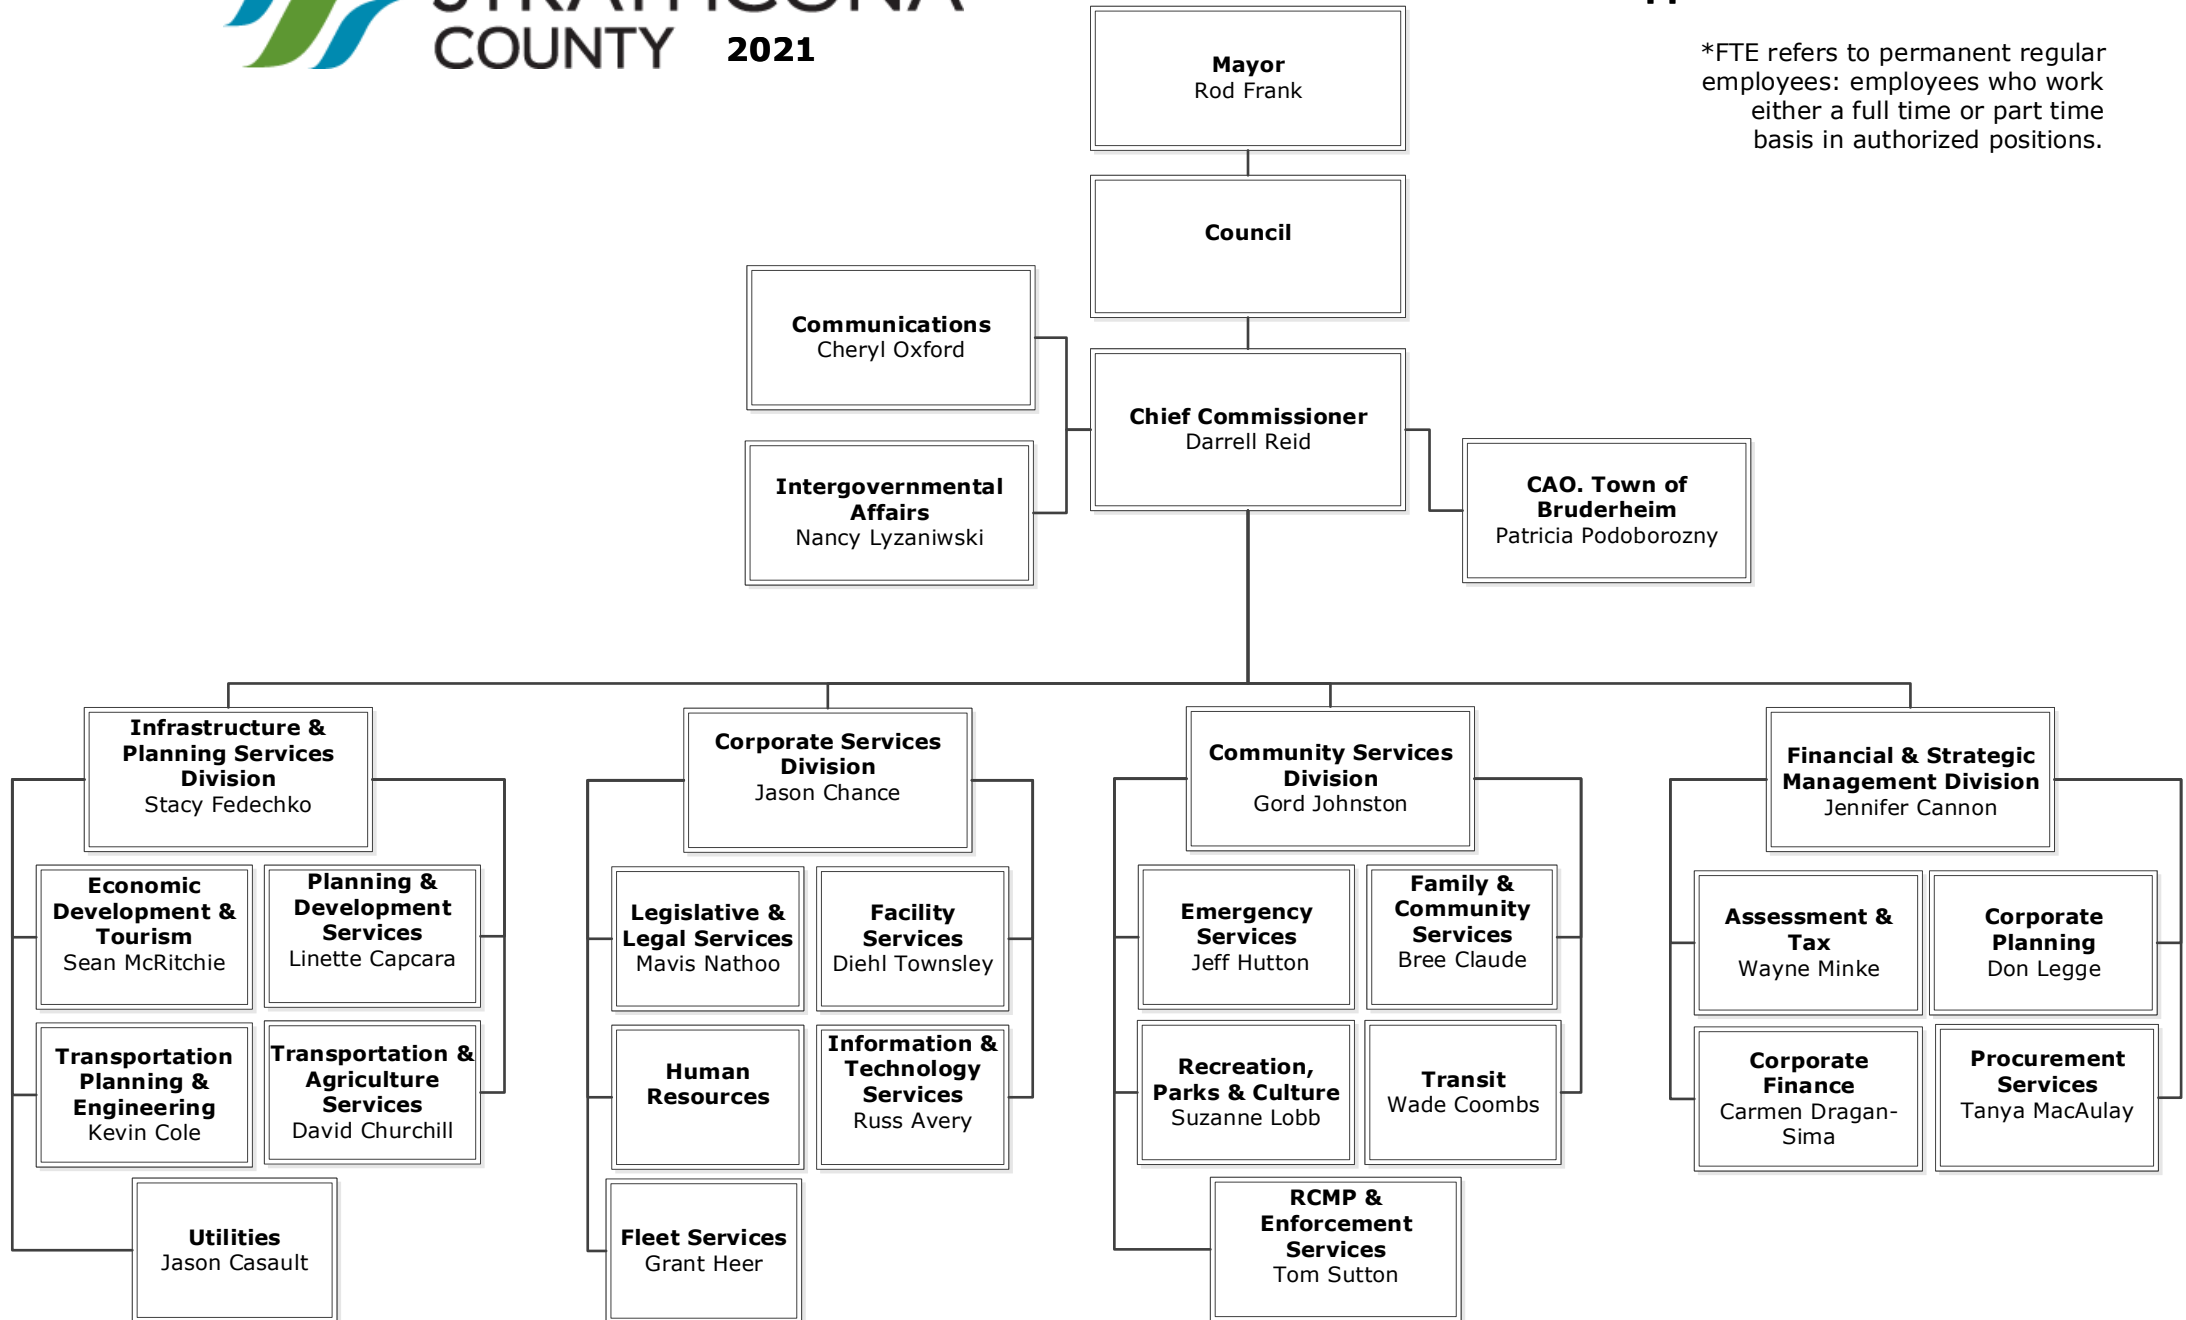 STRATHCONA
COUNTY
2021
*FTE refers to permanent regular
employees: employees who work
either a full time or part time
basis in authorized positions.
Mayor
Rod Frank
Council
Communications
Cheryl Oxford
Chief Commissioner
Darrell Reid
Intergovernmental
Affairs
Nancy Lyzaniwski
CAO. Town of
Bruderheim
Patricia Podoborozny
Infrastructure &
Planning Services
Division
Stacy Fedechko
Economic
Development &
Tourism
Sean McRitchie
Planning &
Development
Services
Linette Capcara
Transportation
Planning &
Engineering
Kevin Cole
Transportation &
Agriculture
Services
David Churchill
Utilities
Jason Casault
Corporate Services
Division
Jason Chance
Legislative &
Legal Services
Mavis Nathoo
Facility
Services
Diehl Townsley
Human
Resources
Information &
Technology
Services
Russ Avery
Fleet Services
Grant Heer
Community Services
Division
Gord Johnston
Emergency
Services
Jeff Hutton
Family &
Community
Services
Bree Claude
Recreation,
Parks & Culture
Suzanne Lobb
Transit
Wade Coombs
RCMP &
Enforcement
Services
Tom Sutton
Financial & Strategic
Management Division
Jennifer Cannon
Assessment &
Tax
Wayne Minke
Corporate
Planning
Don Legge
Corporate
Finance
Carmen Dragan-
Sima
Procurement
Services
Tanya MacAulay